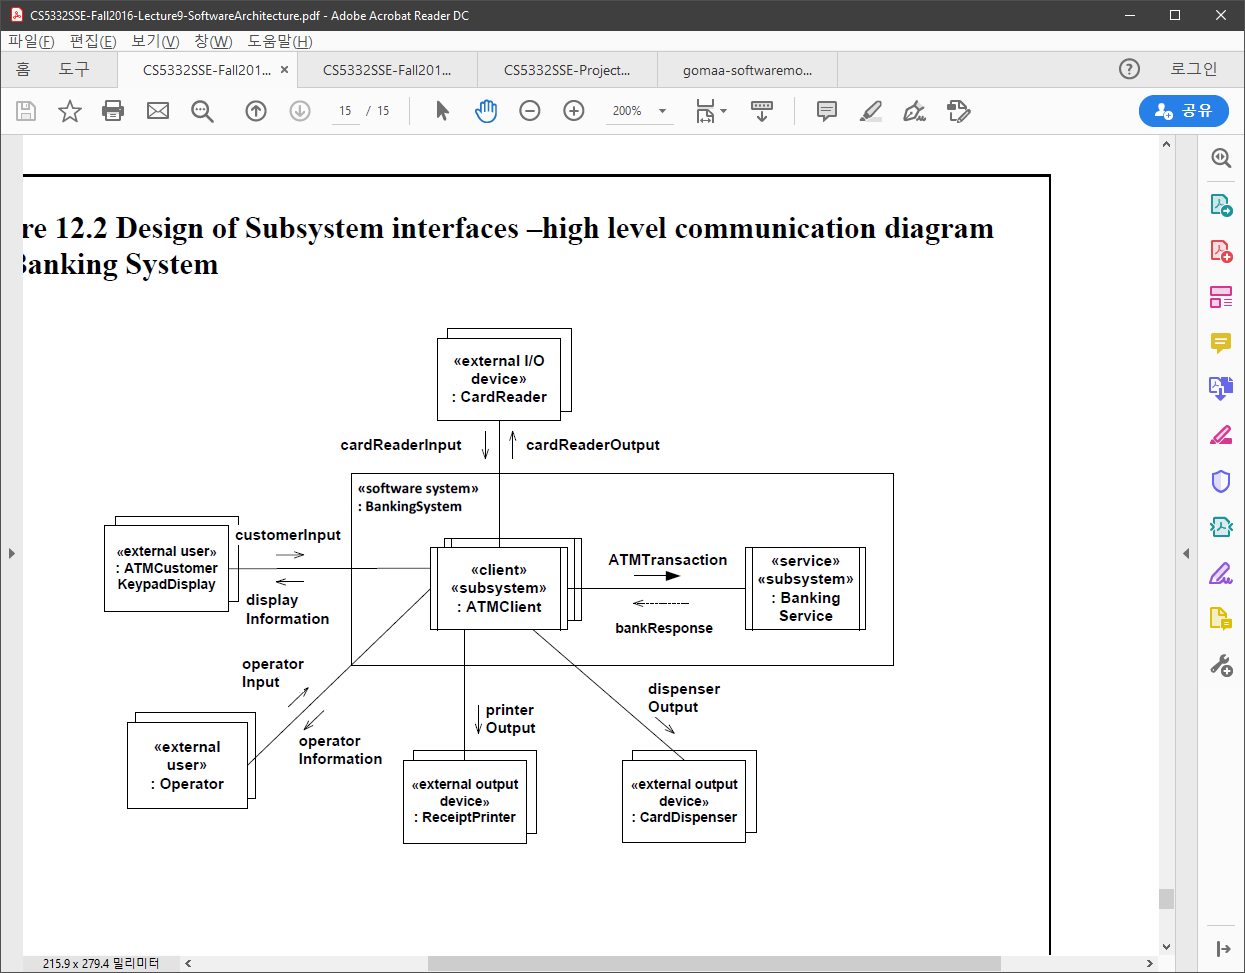 CS5332SSE-Fall2016-Lecture9-SoftwareArchitecture.pdf - Adobe Acrobat Reader DC
파일(F) 편집(E) 보기(V) 창(W) 도움말(H)
홈 도구 CS5332SSE-Fall201... × CS5332SSE-Fall201... CS5332SSE-Project... gomaa-softwaremo... ? 로그인
15 / 15 200% 공유
re 12.2 Design of Subsystem interfaces –high level communication diagram
Banking System
«external I/O
device»
: CardReader
cardReaderInput cardReaderOutput
«software system»
: BankingSystem
customerInput
«external user»
: ATMCustomer
KeypadDisplay
display
Information
«client»
«subsystem»
: ATMClient
ATMTransaction
bankResponse
«service»
«subsystem»
: Banking
Service
operator
Input
operator
Information
«external
user»
: Operator
printer
Output
dispenser
Output
«external output
device»
: ReceiptPrinter
«external output
device»
: CardDispenser
215.9 x 279.4 밀리미터